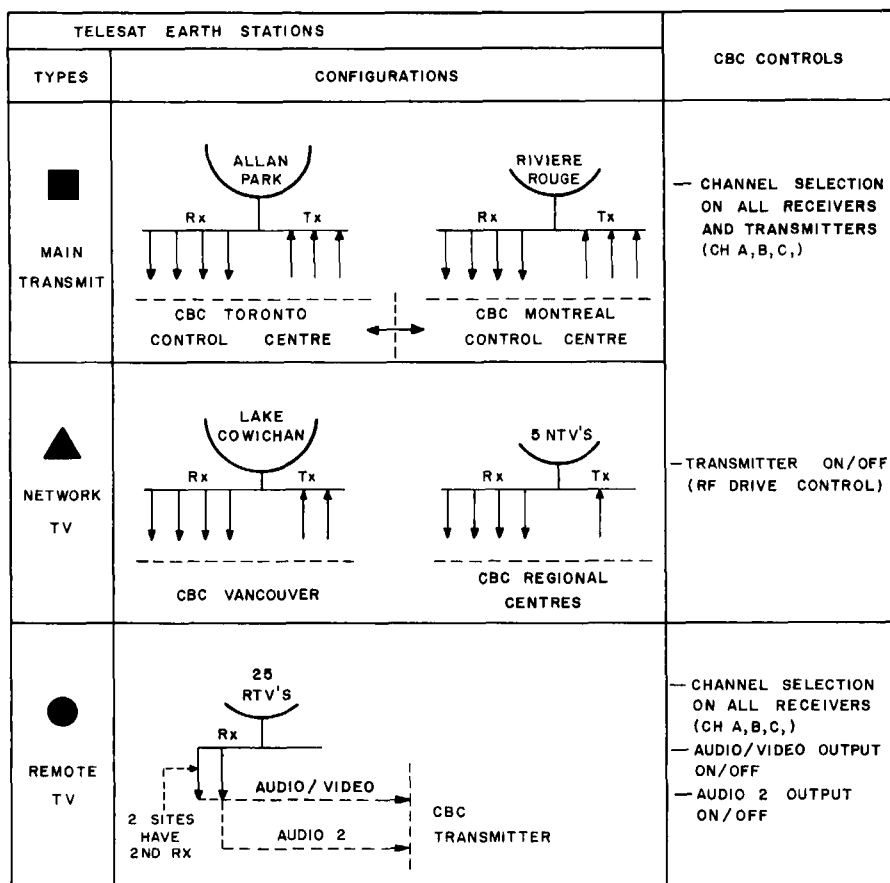 TELESAT EARTH STATIONS
CBC CONTROLS
TYPES
CONFIGURATIONS
MAIN
TRANSMIT
ALLAN
PARK
Rx
Tx
CBC TORONTO
CONTROL CENTRE
RIVIERE
ROUGE
Rx
Tx
CBC MONTREAL
CONTROL CENTRE
— CHANNEL SELECTION
ON ALL RECEIVERS
AND TRANSMITTERS
(CH A,B,C,)
NETWORK
TV
LAKE
COWICHAN
Rx
Tx
CBC VANCOUVER
5 NTV'S
Rx
Tx
CBC REGIONAL
CENTRES
— TRANSMITTER ON/OFF
(RF DRIVE CONTROL)
REMOTE
TV
25
RTV'S
Rx
2 SITES
HAVE
2ND RX
AUDIO/VIDEO
AUDIO 2
CBC
TRANSMITTER
— CHANNEL SELECTION
ON ALL RECEIVERS
(CH A,B,C,)
— AUDIO/VIDEO OUTPUT
ON/OFF
— AUDIO 2 OUTPUT
ON/OFF